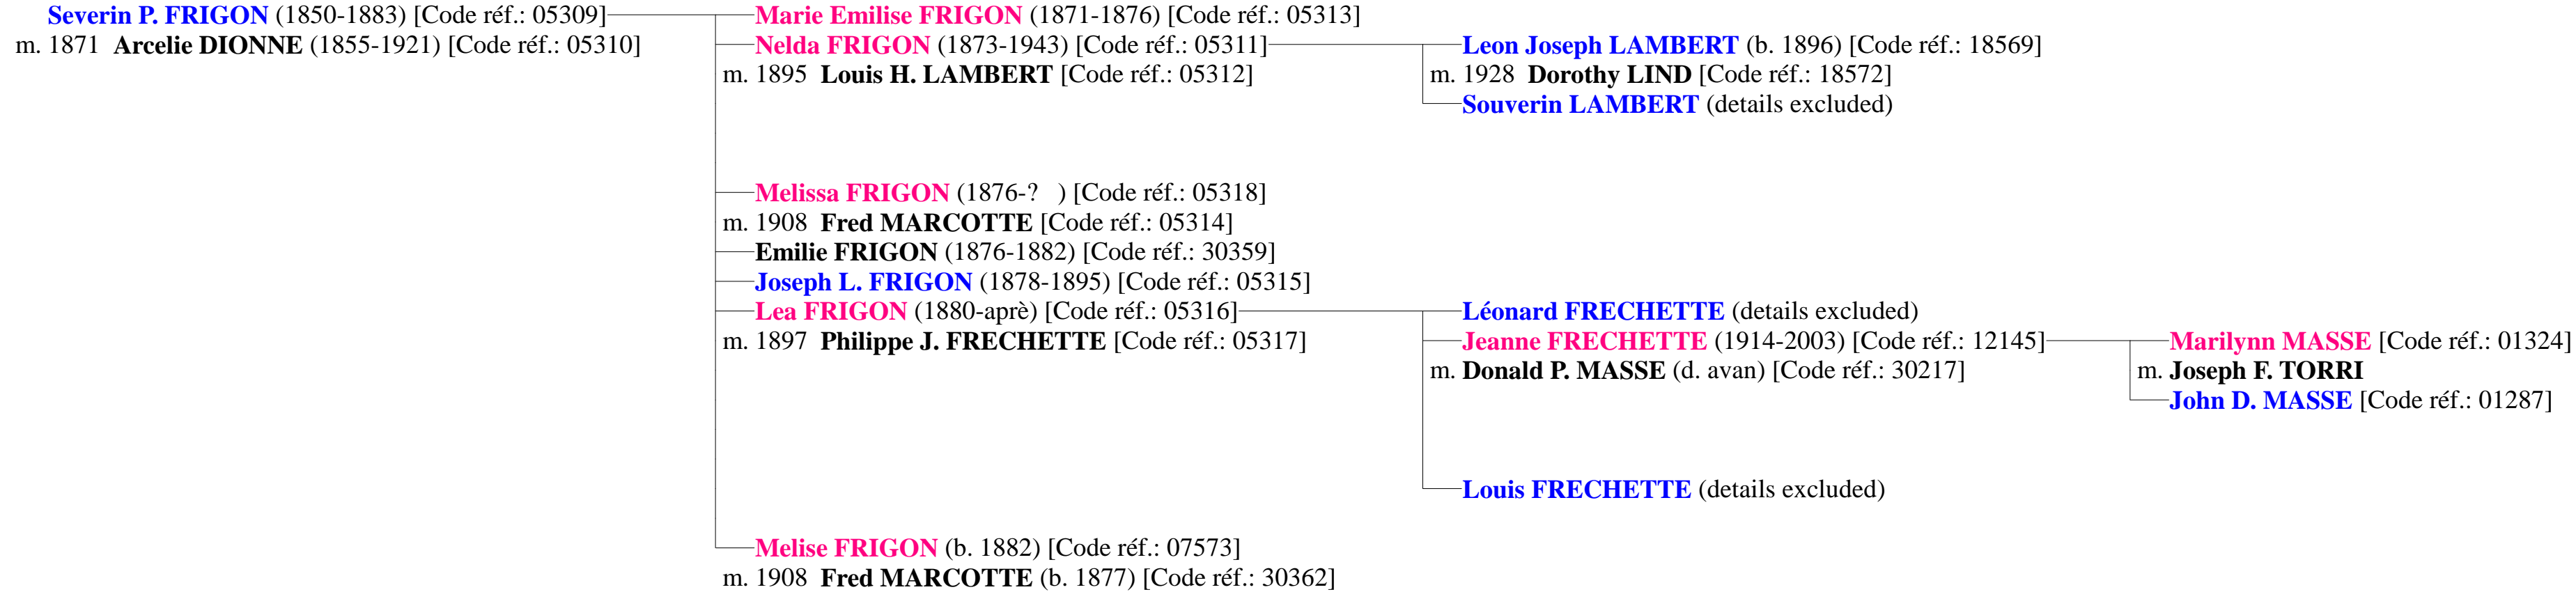 Severin P. FRIGON (1850-1883) [Code réf.: 05309]
m. 1871 Arcelie DIONNE (1855-1921) [Code réf.: 05310]
Marie Emilise FRIGON (1871-1876) [Code réf.: 05313]
Nelda FRIGON (1873-1943) [Code réf.: 05311]
m. 1895 Louis H. LAMBERT [Code réf.: 05312]
Leon Joseph LAMBERT (b. 1896) [Code réf.: 18569]
m. 1928 Dorothy LIND [Code réf.: 18572]
Souverin LAMBERT (details excluded)
Melissa FRIGON (1876-? ) [Code réf.: 05318]
m. 1908 Fred MARCOTTE [Code réf.: 05314]
Emilie FRIGON (1876-1882) [Code réf.: 30359]
Joseph L. FRIGON (1878-1895) [Code réf.: 05315]
Lea FRIGON (1880-aprè) [Code réf.: 05316]
m. 1897 Philippe J. FRECHETTE [Code réf.: 05317]
Léonard FRECHETTE (details excluded)
Jeanne FRECHETTE (1914-2003) [Code réf.: 12145]
m. Donald P. MASSE (d. avan) [Code réf.: 30217]
Marilynn MASSE [Code réf.: 01324]
m. Joseph F. TORRI
John D. MASSE [Code réf.: 01287]
Louis FRECHETTE (details excluded)
Melise FRIGON (b. 1882) [Code réf.: 07573]
m. 1908 Fred MARCOTTE (b. 1877) [Code réf.: 30362]